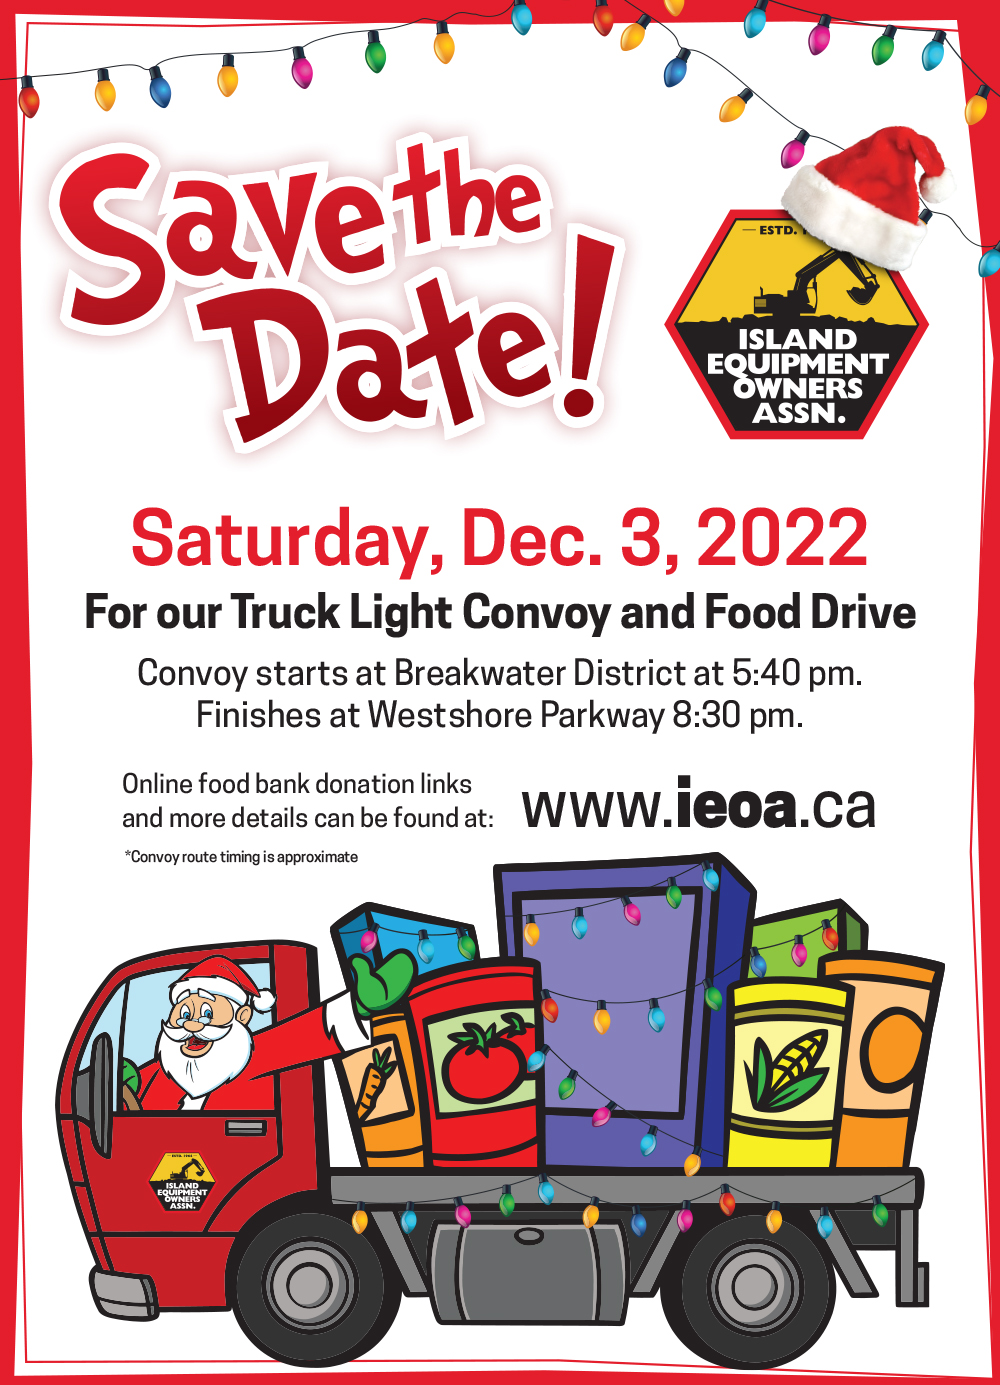 Save the
Date!
ESTD.
ISLAND
EQUIPMENT
OWNERS
ASSN.
Saturday, Dec. 3, 2022
For our Truck Light Convoy and Food Drive
Convoy starts at Breakwater District at 5:40 pm.
Finishes at Westshore Parkway 8:30 pm.
Online food bank donation links
and more details can be found at:
www.ieoa.ca
*Convoy route timing is approximate
ISLAND
EQUIPMENT
OWNERS
ASSN.